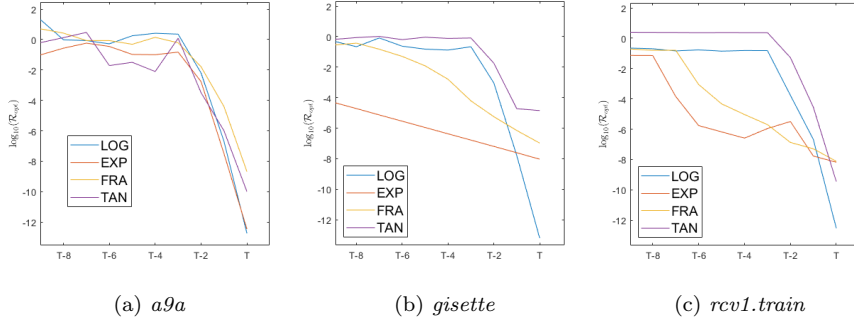 log₁₀(ℛopt)
2
0
-2
-4
-6
-8
-10
-12
LOG
EXP
FRA
TAN
T-8
T-6
T-4
T-2
T
(a) a9a
log₁₀(ℛopt)
2
0
-2
-4
-6
-8
-10
-12
LOG
EXP
FRA
TAN
T-8
T-6
T-4
T-2
T
(b) gisette
log₁₀(ℛopt)
2
0
-2
-4
-6
-8
-10
-12
LOG
EXP
FRA
TAN
T-8
T-6
T-4
T-2
T
(c) rcv1.train